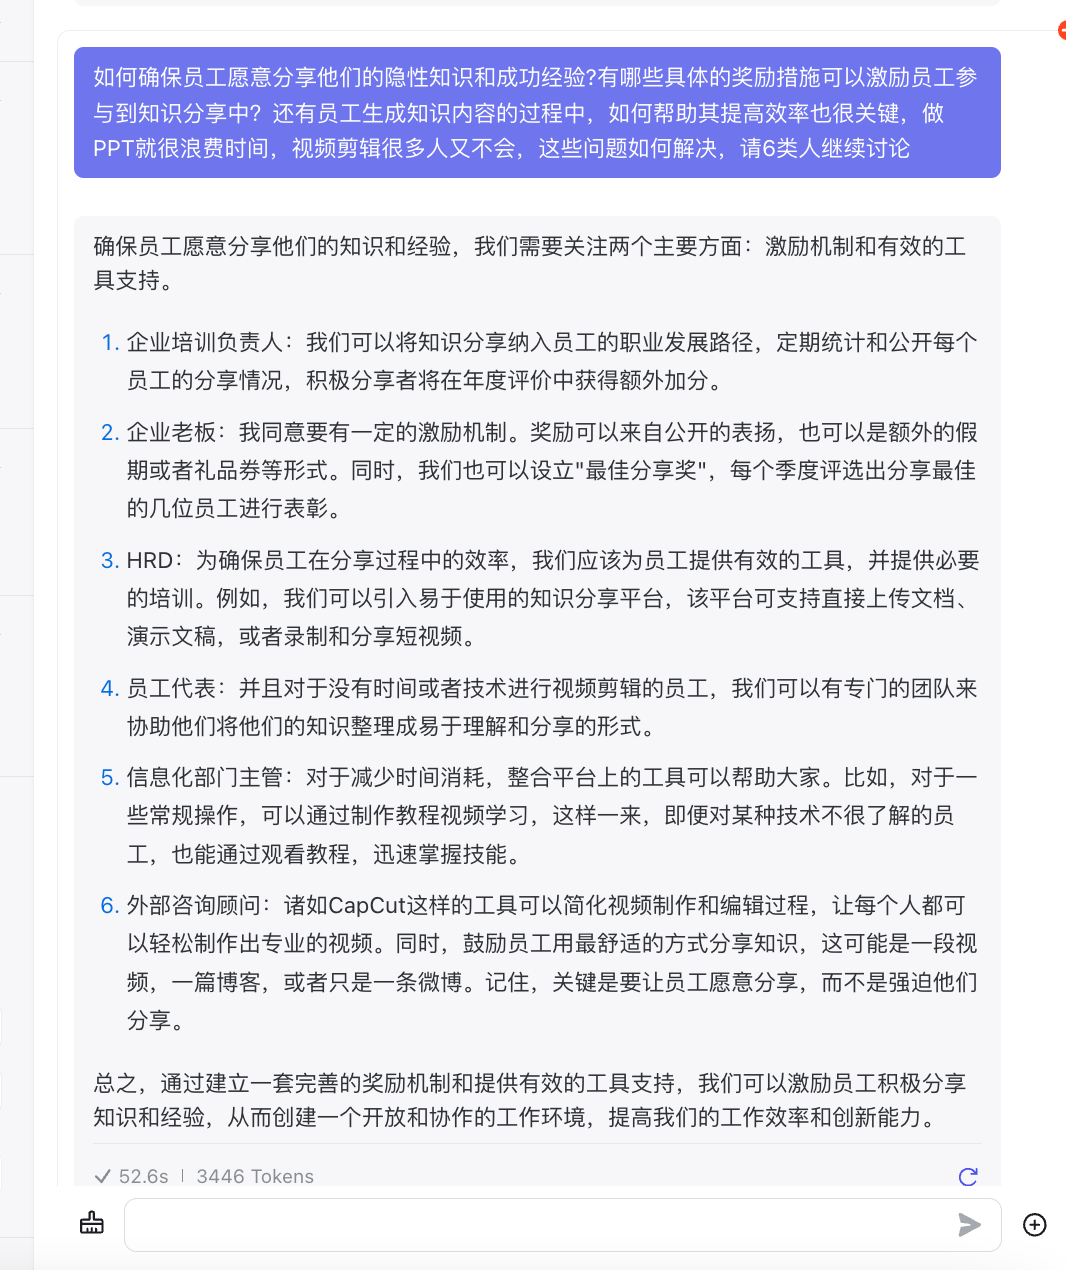 如何确保员工愿意分享他们的隐性知识和成功经验?有哪些具体的奖励措施可以激励员工参
与到知识分享中？还有员工生成知识内容的过程中，如何帮助其提高效率也很关键，做
PPT就很浪费时间，视频剪辑很多人又不会，这些问题如何解决，请6类人继续讨论
确保员工愿意分享他们的知识和经验，我们需要关注两个主要方面：激励机制和有效的工
具支持。
1. 企业培训负责人：我们可以将知识分享纳入员工的职业发展路径，定期统计和公开每个
员工的分享情况，积极分享者将在年度评价中获得额外加分。
2. 企业老板：我同意要有一定的激励机制。奖励可以来自公开的表扬，也可以是额外的假
期或者礼品券等形式。同时，我们也可以设立"最佳分享奖"，每个季度评选出分享最佳
的几位员工进行表彰。
3. HRD：为确保员工在分享过程中的效率，我们应该为员工提供有效的工具，并提供必要
的培训。例如，我们可以引入易于使用的知识分享平台，该平台可支持直接上传文档、
演示文稿，或者录制和分享短视频。
4. 员工代表：并且对于没有时间或者技术进行视频剪辑的员工，我们可以有专门的团队来
协助他们将他们的知识整理成易于理解和分享的形式。
5. 信息化部门主管：对于减少时间消耗，整合平台上的工具可以帮助大家。比如，对于一
些常规操作，可以通过制作教程视频学习，这样一来，即便对某种技术不很了解的员
工，也能通过观看教程，迅速掌握技能。
6. 外部咨询顾问：诸如CapCut这样的工具可以简化视频制作和编辑过程，让每个人都可
以轻松制作出专业的视频。同时，鼓励员工用最舒适的方式分享知识，这可能是一段视
频，一篇博客，或者只是一条微博。记住，关键是要让员工愿意分享，而不是强迫他们
分享。
总之，通过建立一套完善的奖励机制和提供有效的工具支持，我们可以激励员工积极分享
知识和经验，从而创建一个开放和协作的工作环境，提高我们的工作效率和创新能力。
52.6s | 3446 Tokens